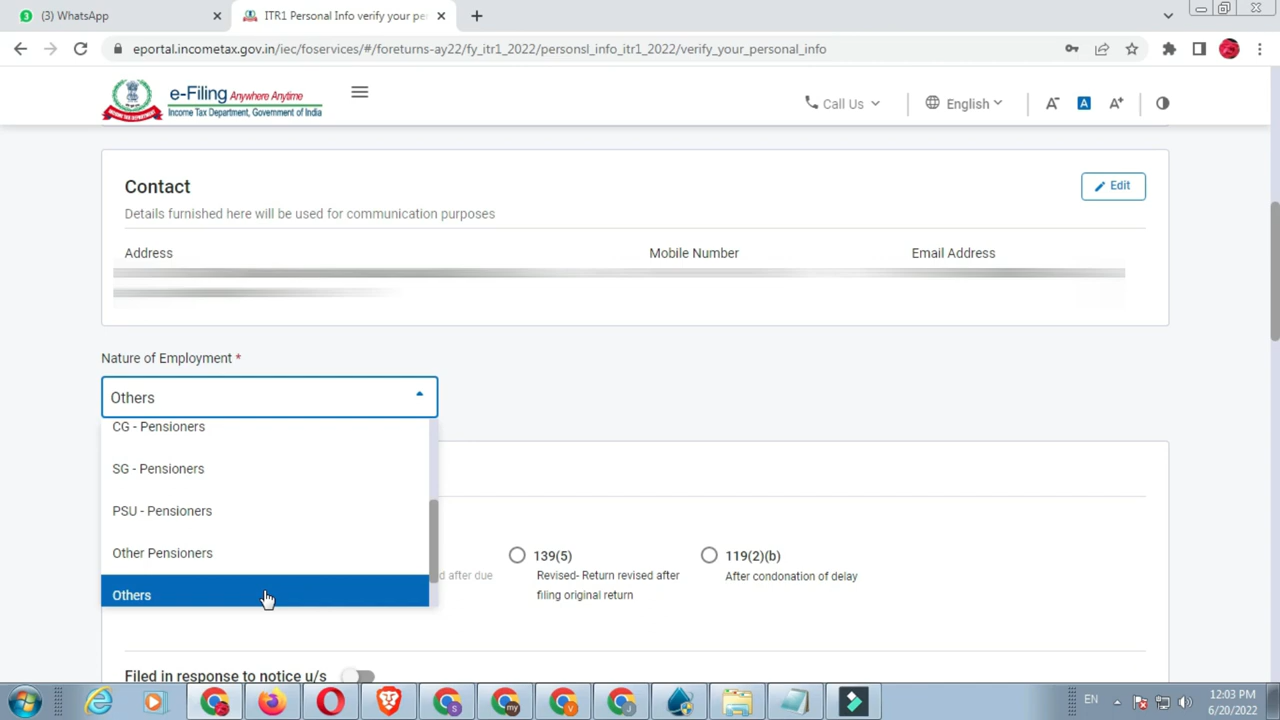 (3) WhatsApp
ITR1 Personal Info verify your pe
eportal.incometax.gov.in/iec/foservices/#/foreturns-ay22/fy_itr1_2022/personsl_info_itr1_2022/verify_your_personal_info
e-Filing Anywhere Anytime
Income Tax Department, Government of India
Call Us
English
A-
A
A+
Contact
Edit
Details furnished here will be used for communication purposes
Address Mobile Number Email Address
Nature of Employment *
Others
CG - Pensioners
SG - Pensioners
PSU - Pensioners
Other Pensioners
Others
139(5)
119(2)(b)
d after due
Revised- Return revised after
filing original return
After condonation of delay
Filed in response to notice u/s
EN
12:03 PM
6/20/2022